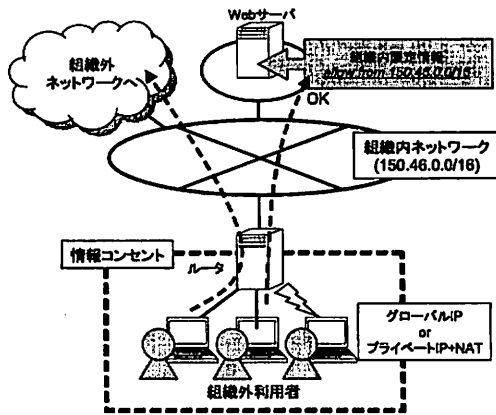 Webサーバ
組織外
ネットワークへ
組織内限定情報
allow from 150.46.0.0/16
OK
組織内ネットワーク
(150.46.0.0/16)
情報コンセント
ルータ
グローバルIP
or
プライベートIP+NAT
組織外利用者